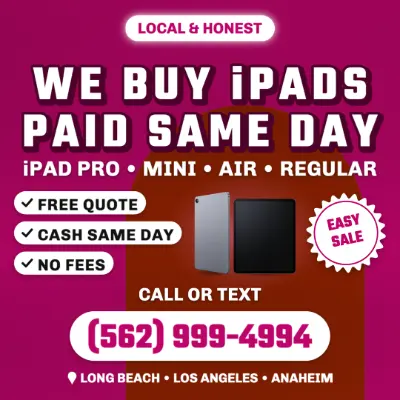 LOCAL & HONEST
WE BUY iPADS
PAID SAME DAY
iPAD PRO • MINI • AIR • REGULAR
FREE QUOTE
CASH SAME DAY
NO FEES
EASY
SALE
CALL OR TEXT
(562) 999-4994
LONG BEACH • LOS ANGELES • ANAHEIM